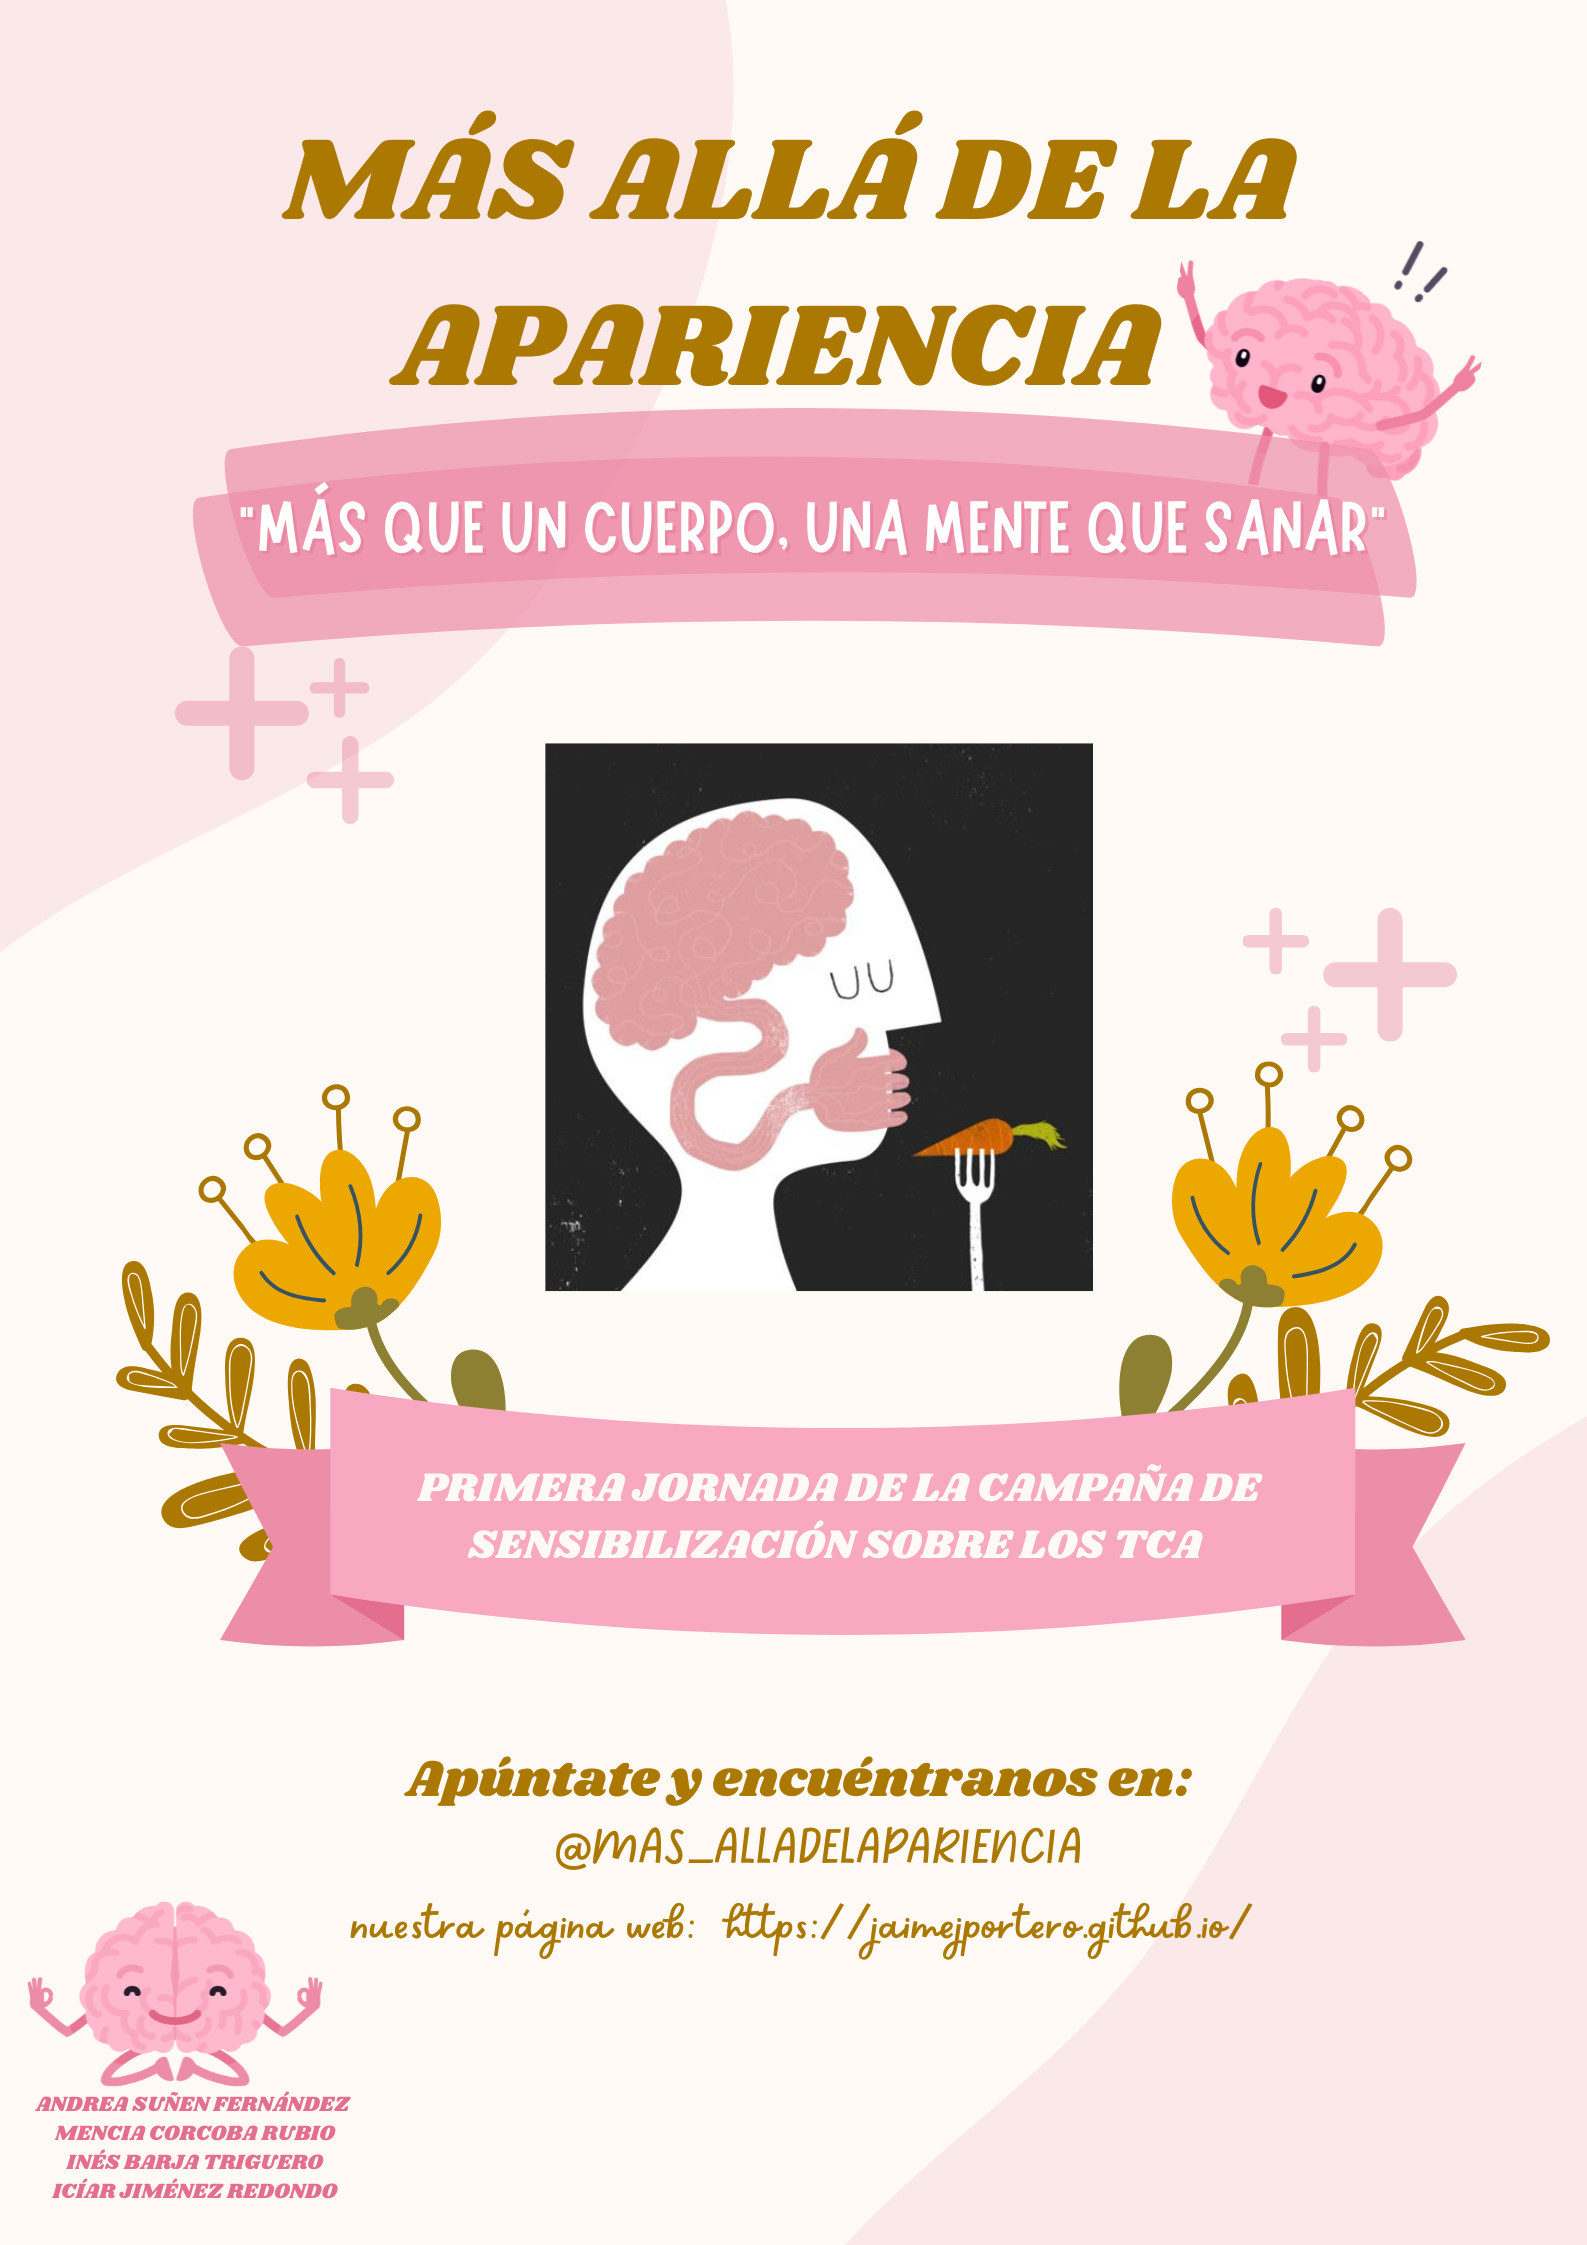 MÁS ALLÁ DE LA
APARIENCIA
"MÁS QUE UN CUERPO, UNA MENTE QUE SANAR"
PRIMERA JORNADA DE LA CAMPAÑA DE
SENSIBILIZACIÓN SOBRE LOS TCA
Apúntate y encuéntranos en:
@MAS_ALLADELAPARIENCIA
nuestra página web: https://jaimejportero.github.io/
ANDREA SUÑEN FERNÁNDEZ
MENCIA CORCOBA RUBIO
INÉS BARJA TRIGUERO
ICÍAR JIMÉNEZ REDONDO